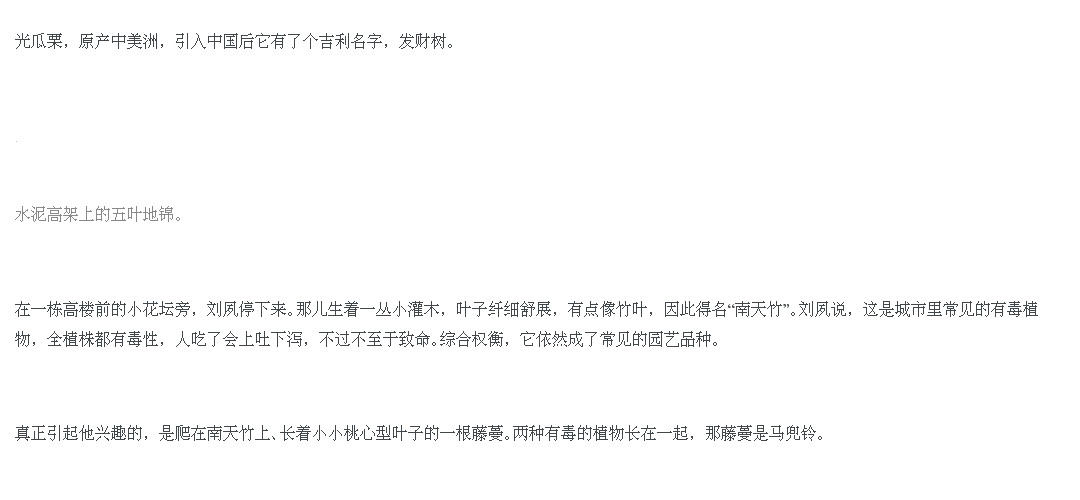 光瓜栗，原产中美洲，引入中国后它有了个吉利名字，发财树。
水泥高架上的五叶地锦。
在一栋高楼前的小花坛旁，刘夙停下来。那儿生着一丛小灌木，叶子纤细舒展，有点像竹叶，因此得名“南天竹”。刘夙说，这是城市里常见的有毒植
物，全植株都有毒性，人吃了会上吐下泻，不过不至于致命。综合权衡，它依然成了常见的园艺品种。
真正引起他兴趣的，是爬在南天竹上、长着小小桃心型叶子的一根藤蔓。两种有毒的植物长在一起，那藤蔓是马兜铃。